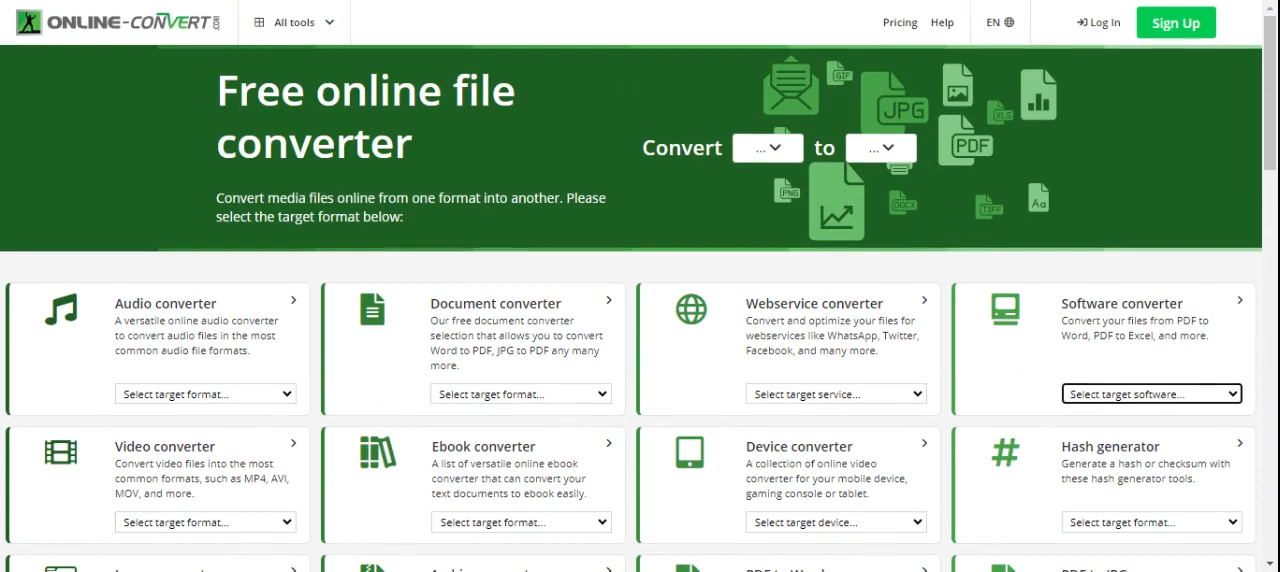 ONLINE-CONVERT.COM
All tools
Pricing
Help
EN
Log In
Sign Up
Free online file
converter
Convert media files online from one format into another. Please
select the target format below:
Convert ... to ...
GIF
JPG
XLS
PDF
PNG
DOCX
TIFF
Aa
Audio converter
A versatile online audio converter
to convert audio files in the most
common audio file formats.
Select target format...
Document converter
Our free document converter
selection that allows you to convert
Word to PDF, JPG to PDF any many
more.
Select target format...
Webservice converter
Convert and optimize your files for
webservices like WhatsApp, Twitter,
Facebook, and many more.
Select target service...
Software converter
Convert your files from PDF to
Word, PDF to Excel, and more.
Select target software...
Video converter
Convert video files into the most
common formats, such as MP4, AVI,
MOV, and more.
Select target format...
Ebook converter
A list of versatile online ebook
converter that can convert your
text documents to ebook easily.
Select target format...
Device converter
A collection of online video
converter for your mobile device,
gaming console or tablet.
Select target device...
Hash generator
Generate a hash or checksum with
these hash generator tools.
Select target format...
PDF to Word
PDF to JPG